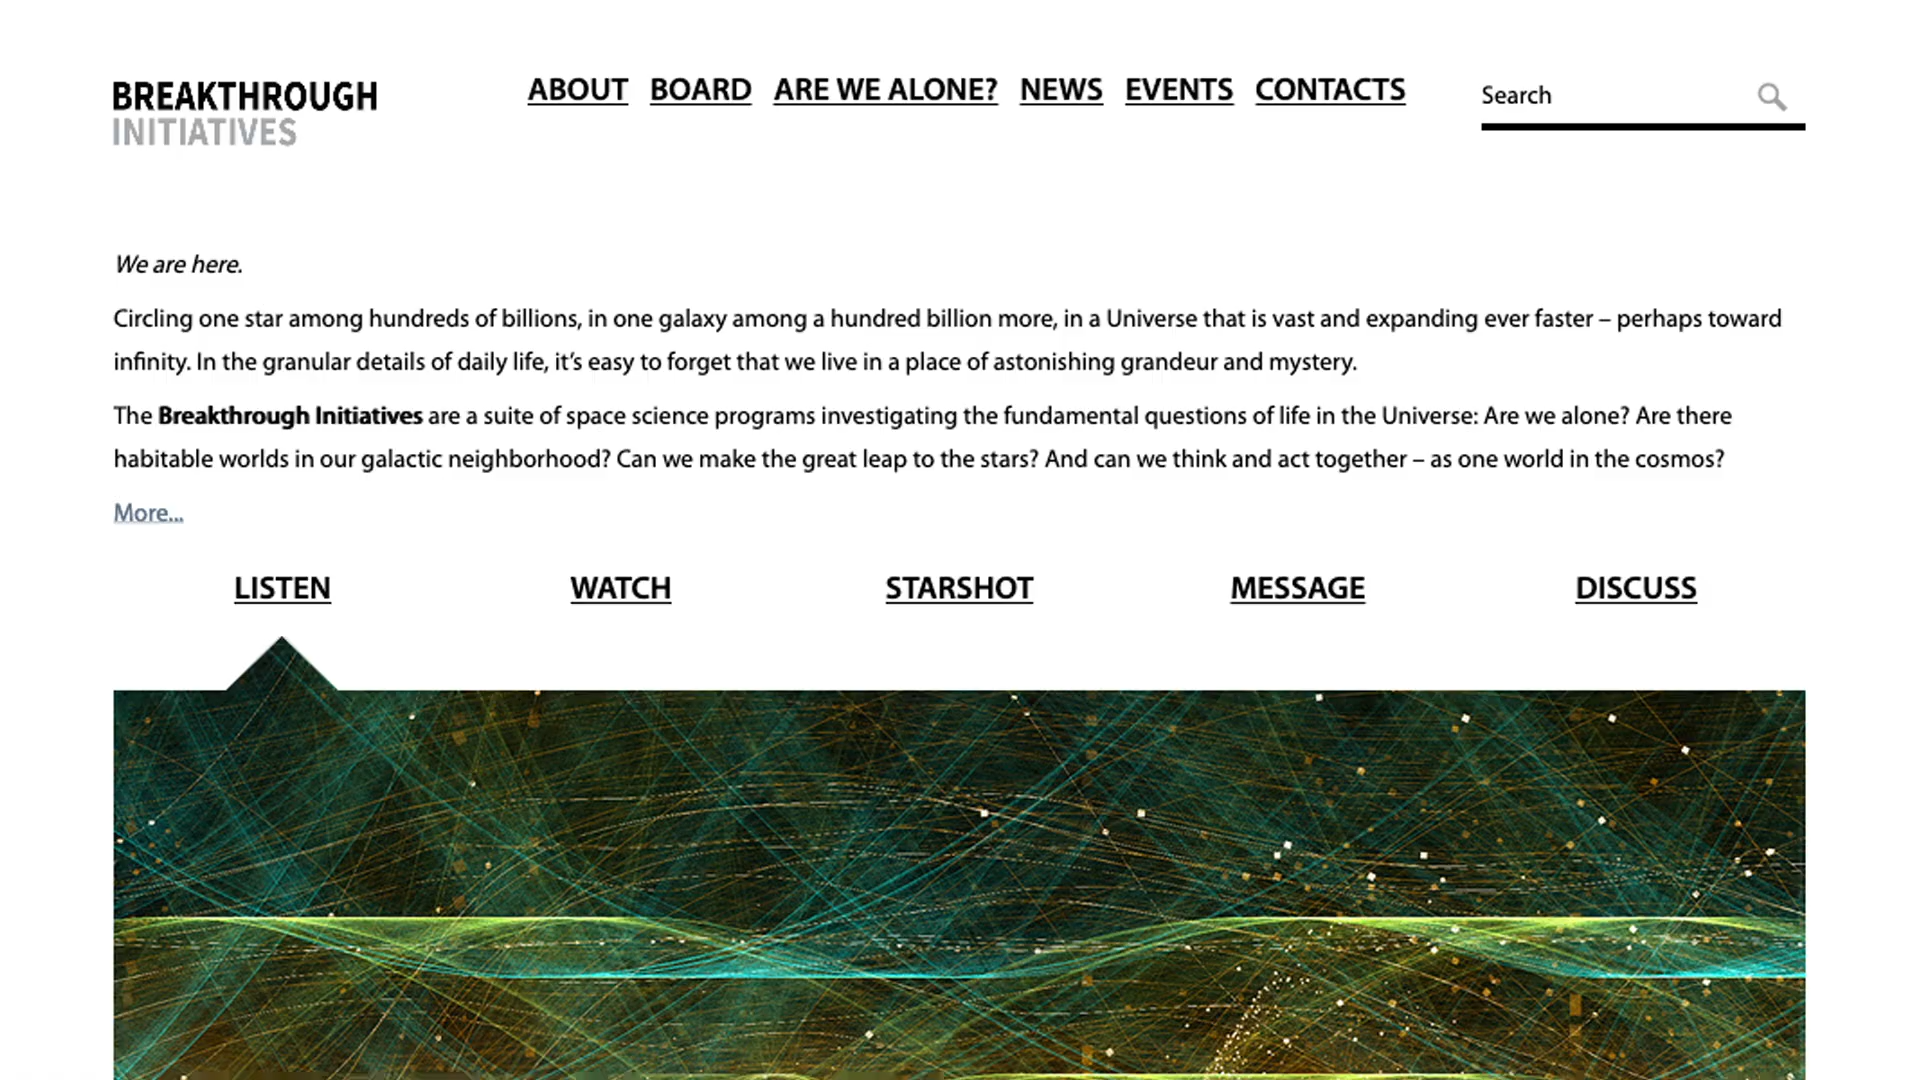 BREAKTHROUGH
INITIATIVES
ABOUT BOARD ARE WE ALONE? NEWS EVENTS CONTACTS
Search
We are here.
Circling one star among hundreds of billions, in one galaxy among a hundred billion more, in a Universe that is vast and expanding ever faster – perhaps toward
infinity. In the granular details of daily life, it’s easy to forget that we live in a place of astonishing grandeur and mystery.
The Breakthrough Initiatives are a suite of space science programs investigating the fundamental questions of life in the Universe: Are we alone? Are there
habitable worlds in our galactic neighborhood? Can we make the great leap to the stars? And can we think and act together – as one world in the cosmos?
More...
LISTEN WATCH STARSHOT MESSAGE DISCUSS